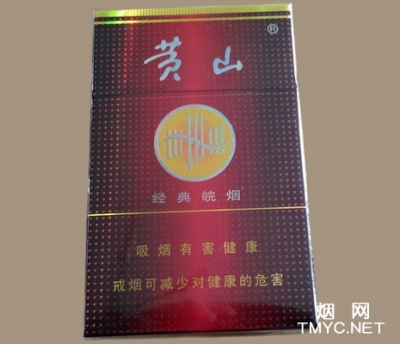 黄山®
经典皖烟
吸烟有害健康
戒烟可减少对健康的危害
烟网
TMYC.NET